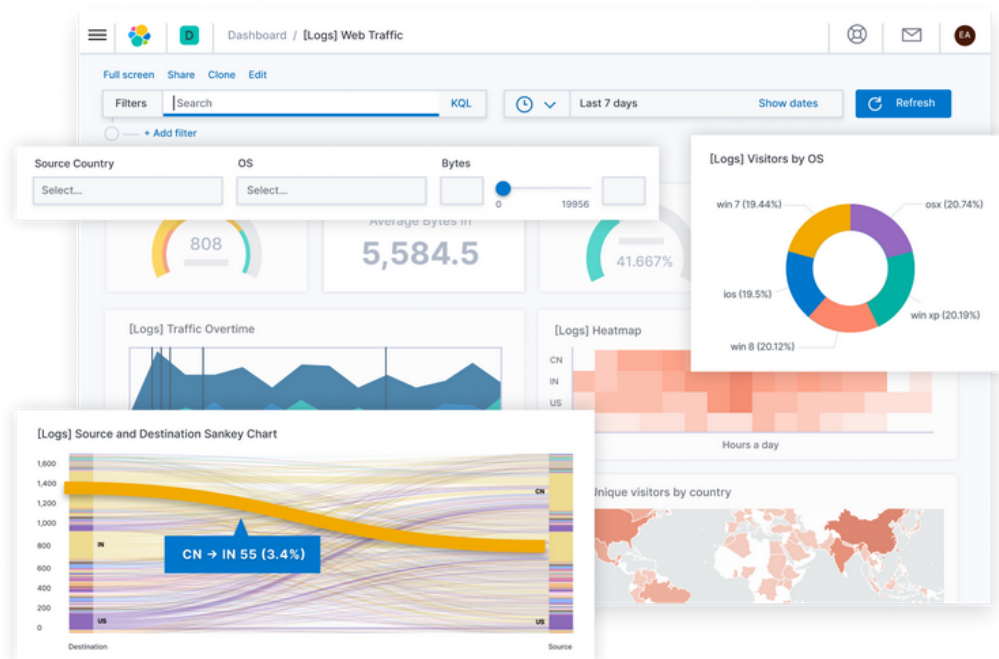 D
Dashboard / [Logs] Web Traffic
EA
Full screen Share Clone Edit
Filters Search KQL
Last 7 days Show dates
Refresh
+ Add filter
Source Country OS Bytes
Select... Select...
0 19956
808
Average Bytes In
5,584.5
41.667%
[Logs] Visitors by OS
win 7 (19.44%)
osx (20.74%)
ios (19.5%)
win xp (20.19%)
win 8 (20.12%)
[Logs] Traffic Overtime
[Logs] Heatmap
CN
IN
US
Hours a day
[Logs] Source and Destination Sankey Chart
1,600
1,400
1,200
1,000
800
600
400
200
0
CN
IN
CN → IN 55 (3.4%)
US
US
Destination
Source
Unique visitors by country